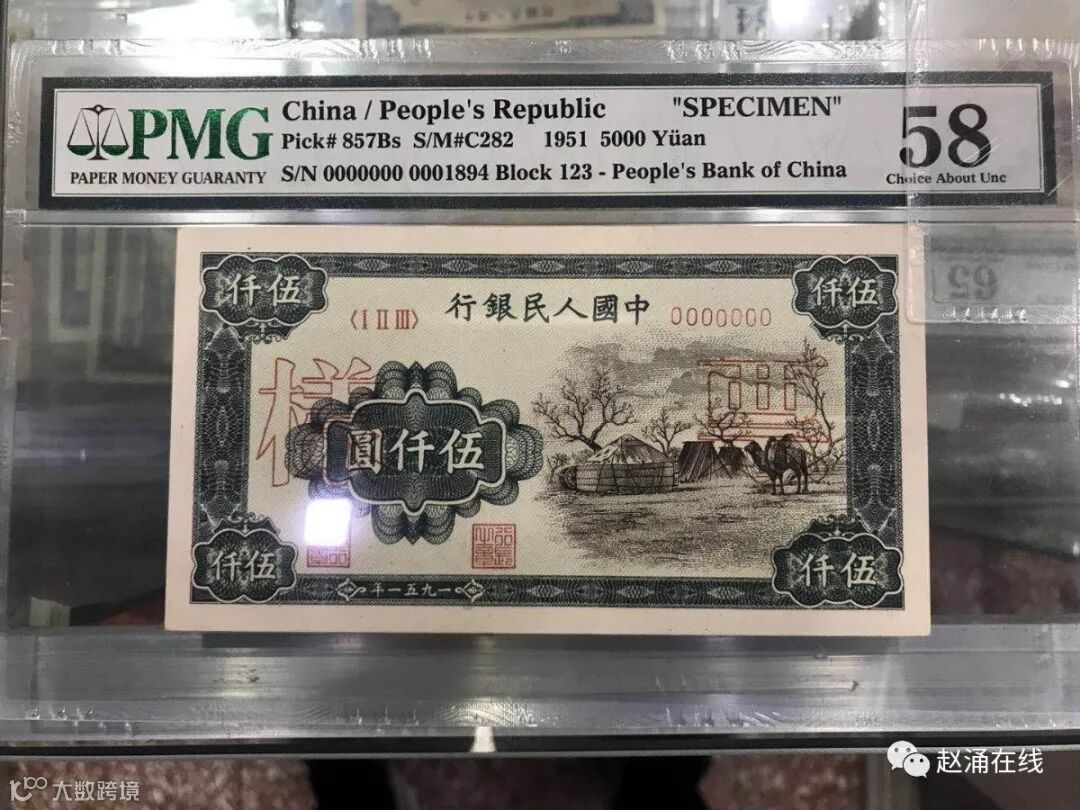 PMG
PAPER MONEY GUARANTY
China / People's Republic "SPECIMEN"
Pick# 857Bs S/M#C282 1951 5000 Yüan
S/N 0000000 0001894 Block 123 - People's Bank of China
58
Choice About Unc
65
伍仟
伍仟
中國人民銀行
〈I II III〉
0000000
樣
票
伍仟圓
伍仟
伍仟
一九五一年
赵涌在线
大数跨境